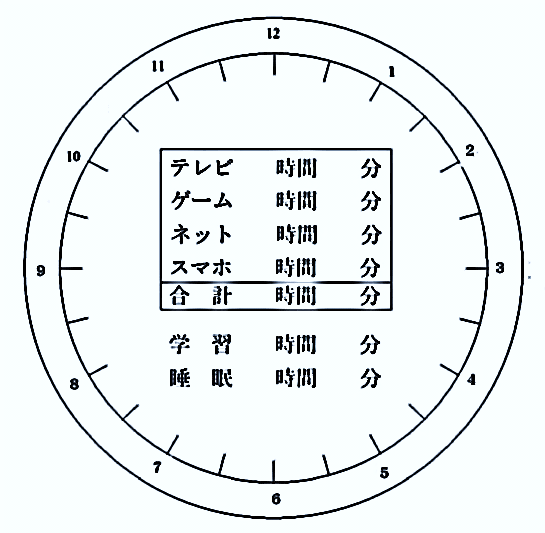 12
11
1
10
2
テレビ 時間 分
ゲーム 時間 分
ネット 時間 分
スマホ 時間 分
9
3
合計 時間 分
学習 時間 分
睡眠 時間 分
8
4
7
5
6